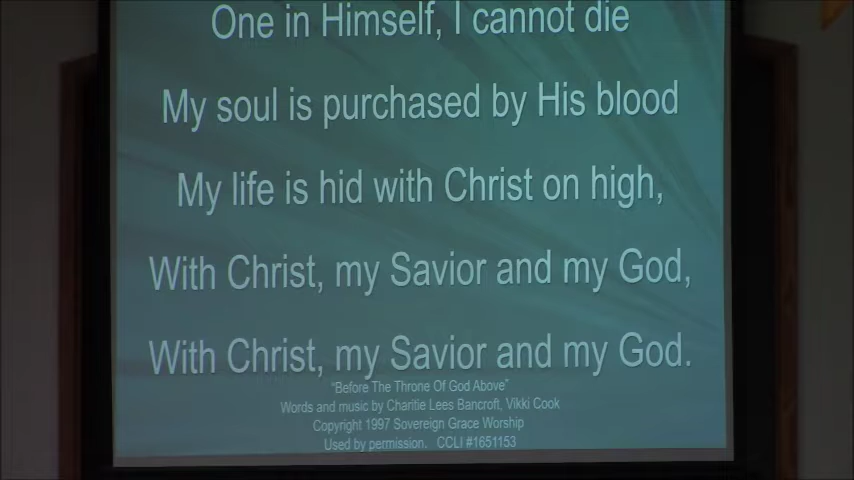 One in Himself, I cannot die
My soul is purchased by His blood
My life is hid with Christ on high,
With Christ, my Savior and my God,
With Christ, my Savior and my God.
"Before The Throne Of God Above"
Words and music by Charitie Lees Bancroft, Vikki Cook
Copyright 1997 Sovereign Grace Worship
Used by permission. CCLI #1651153